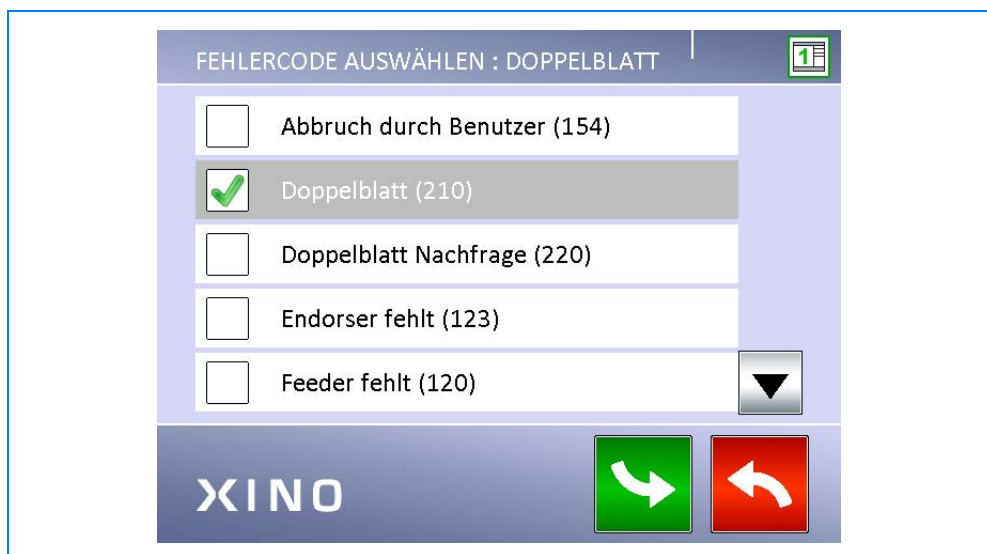 FEHLERCODE AUSWÄHLEN : DOPPELBLATT
1
Abbruch durch Benutzer (154)
Doppelblatt (210)
Doppelblatt Nachfrage (220)
Endorser fehlt (123)
Feeder fehlt (120)
XINO